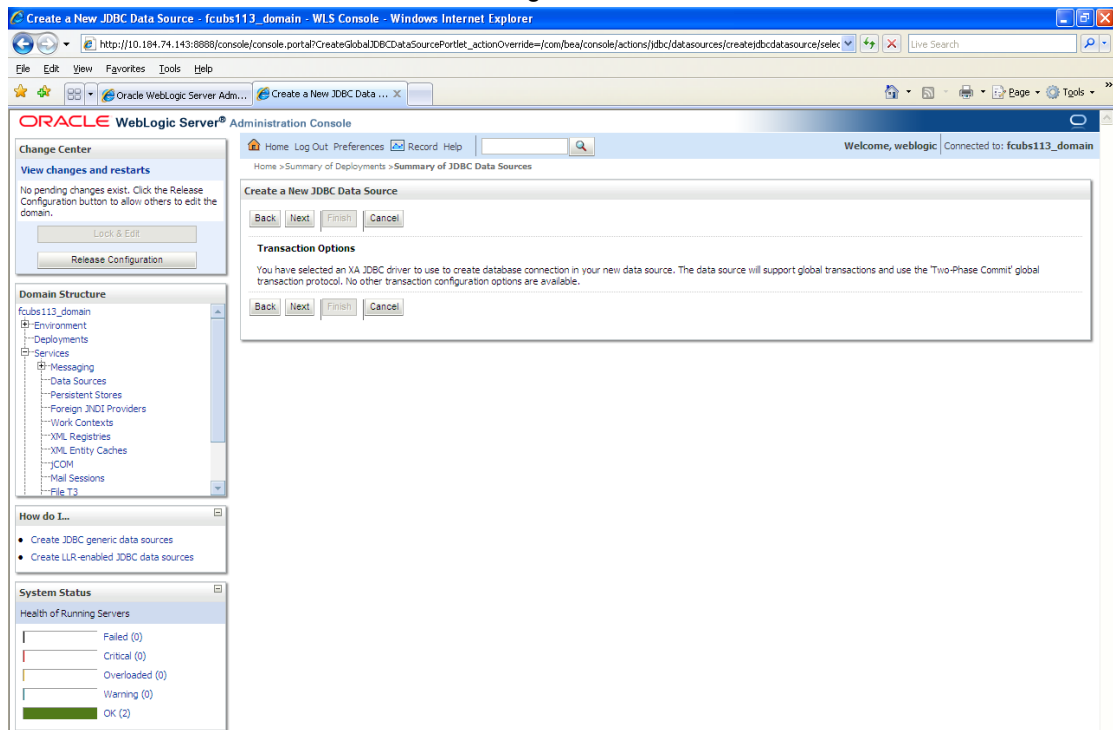 Create a New JDBC Data Source - fcubs113_domain - WLS Console - Windows Internet Explorer
http://10.184.74.143:8888/console/console.portal?CreateGlobalJDBCDataSourcePortlet_actionOverride=/com/bea/console/actions/jdbc/datasources/createjdbcdatasource/selec
Live Search
File Edit View Favorites Tools Help
Oracle WebLogic Server Adm...
Create a New JDBC Data ... X
Page
Tools
»
ORACLE WebLogic Server® Administration Console
Change Center
View changes and restarts
No pending changes exist. Click the Release
Configuration button to allow others to edit the
domain.
Lock & Edit
Release Configuration
Domain Structure
fcubs113_domain
Environment
Deployments
Services
Messaging
Data Sources
Persistent Stores
Foreign JNDI Providers
Work Contexts
XML Registries
XML Entity Caches
jCOM
Mail Sessions
File T3
How do I...
Create JDBC generic data sources
Create LLR-enabled JDBC data sources
System Status
Health of Running Servers
Failed (0)
Critical (0)
Overloaded (0)
Warning (0)
OK (2)
Home Log Out Preferences Record Help
Welcome, weblogic Connected to: fcubs113_domain
Home >Summary of Deployments >Summary of JDBC Data Sources
Create a New JDBC Data Source
Back Next Finish Cancel
Transaction Options
You have selected an XA JDBC driver to use to create database connection in your new data source. The data source will support global transactions and use the 'Two-Phase Commit' global
transaction protocol. No other transaction configuration options are available.
Back Next Finish Cancel